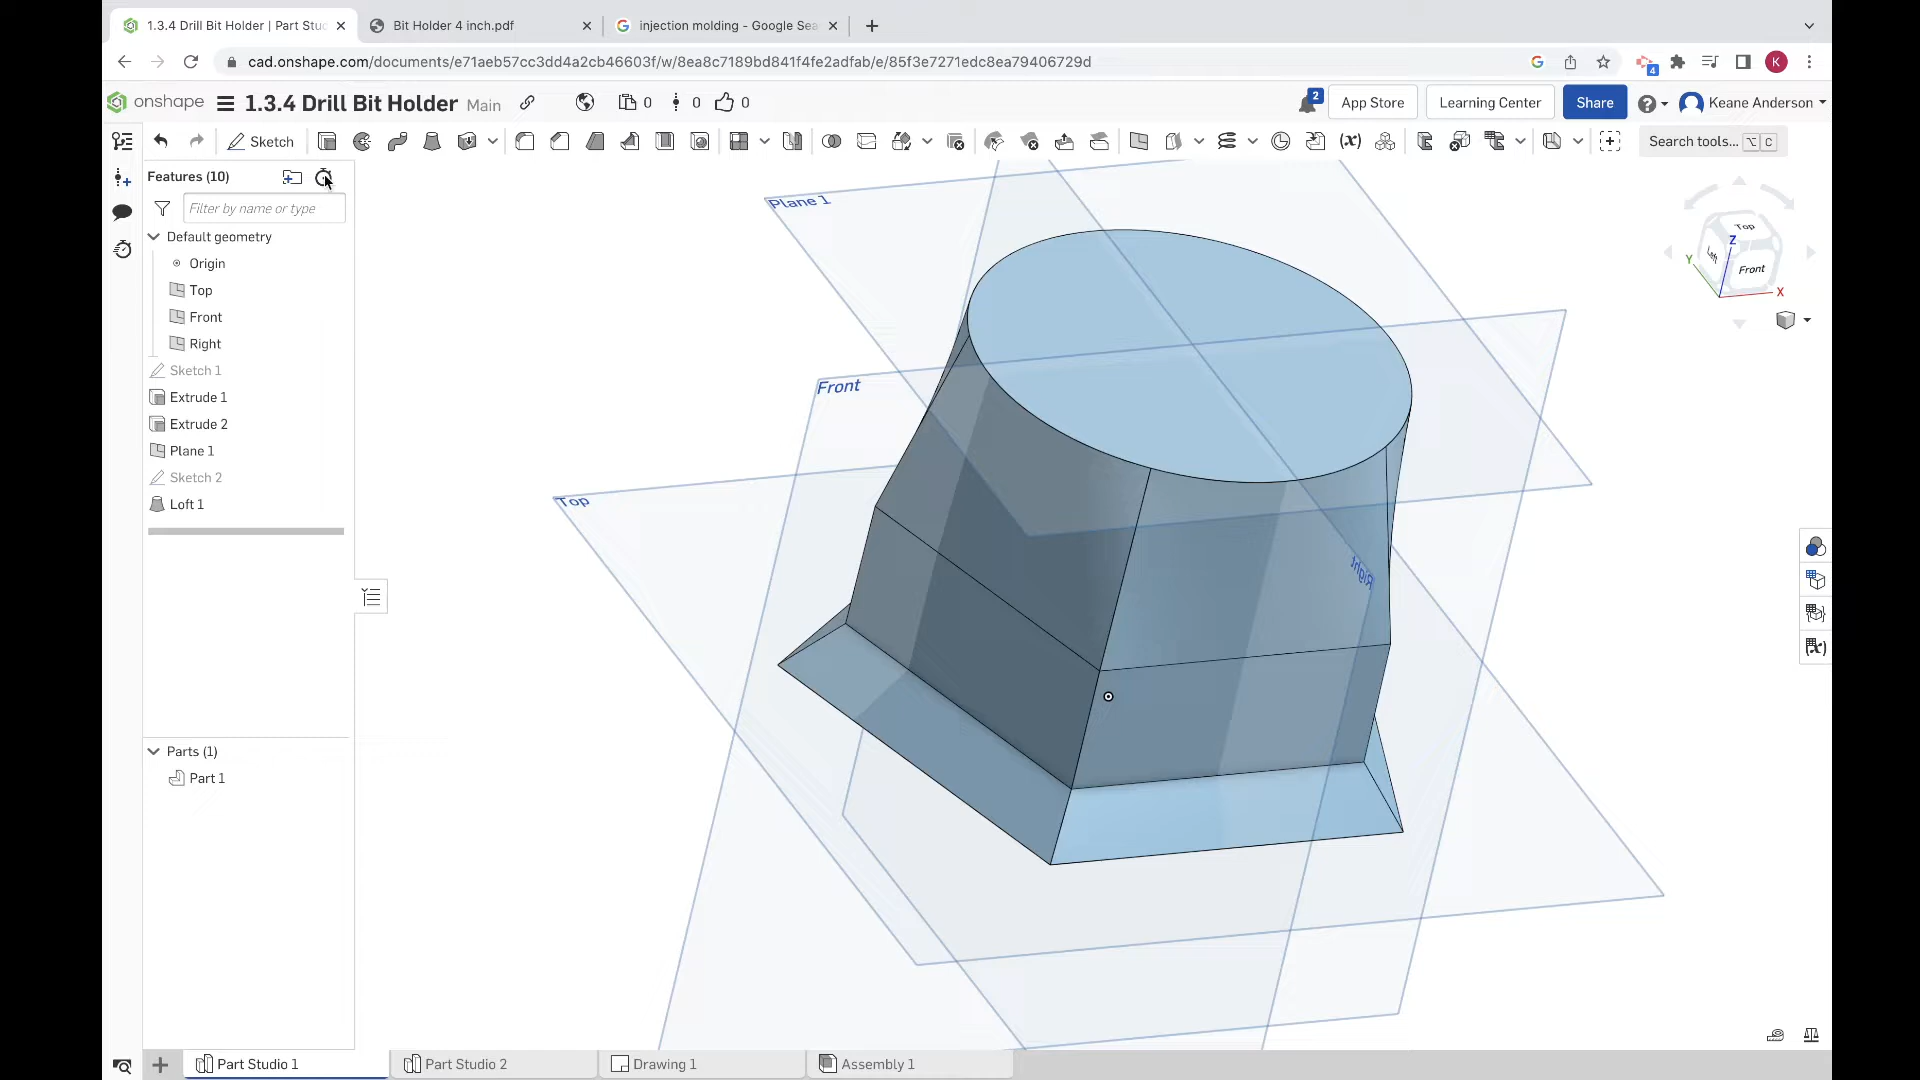 1.3.4 Drill Bit Holder | Part Stuc
Bit Holder 4 inch.pdf
injection molding - Google Sea
cad.onshape.com/documents/e71aeb57cc3dd4a2cb46603f/w/8ea8c7189bd841f4fe2adfab/e/85f3e7271edc8ea79406729d
4
K
onshape
1.3.4 Drill Bit Holder Main
0
0
0
2
App Store
Learning Center
Share
Keane Anderson
Sketch
(x)
Search tools...
⌥ C
Features (10)
Filter by name or type
Default geometry
Origin
Top
Front
Right
Sketch 1
Extrude 1
Extrude 2
Plane 1
Sketch 2
Loft 1
Parts (1)
Part 1
Plane 1
Front
Top
Right
Top
Left
Front
Z
Y
X
Part Studio 1
Part Studio 2
Drawing 1
Assembly 1